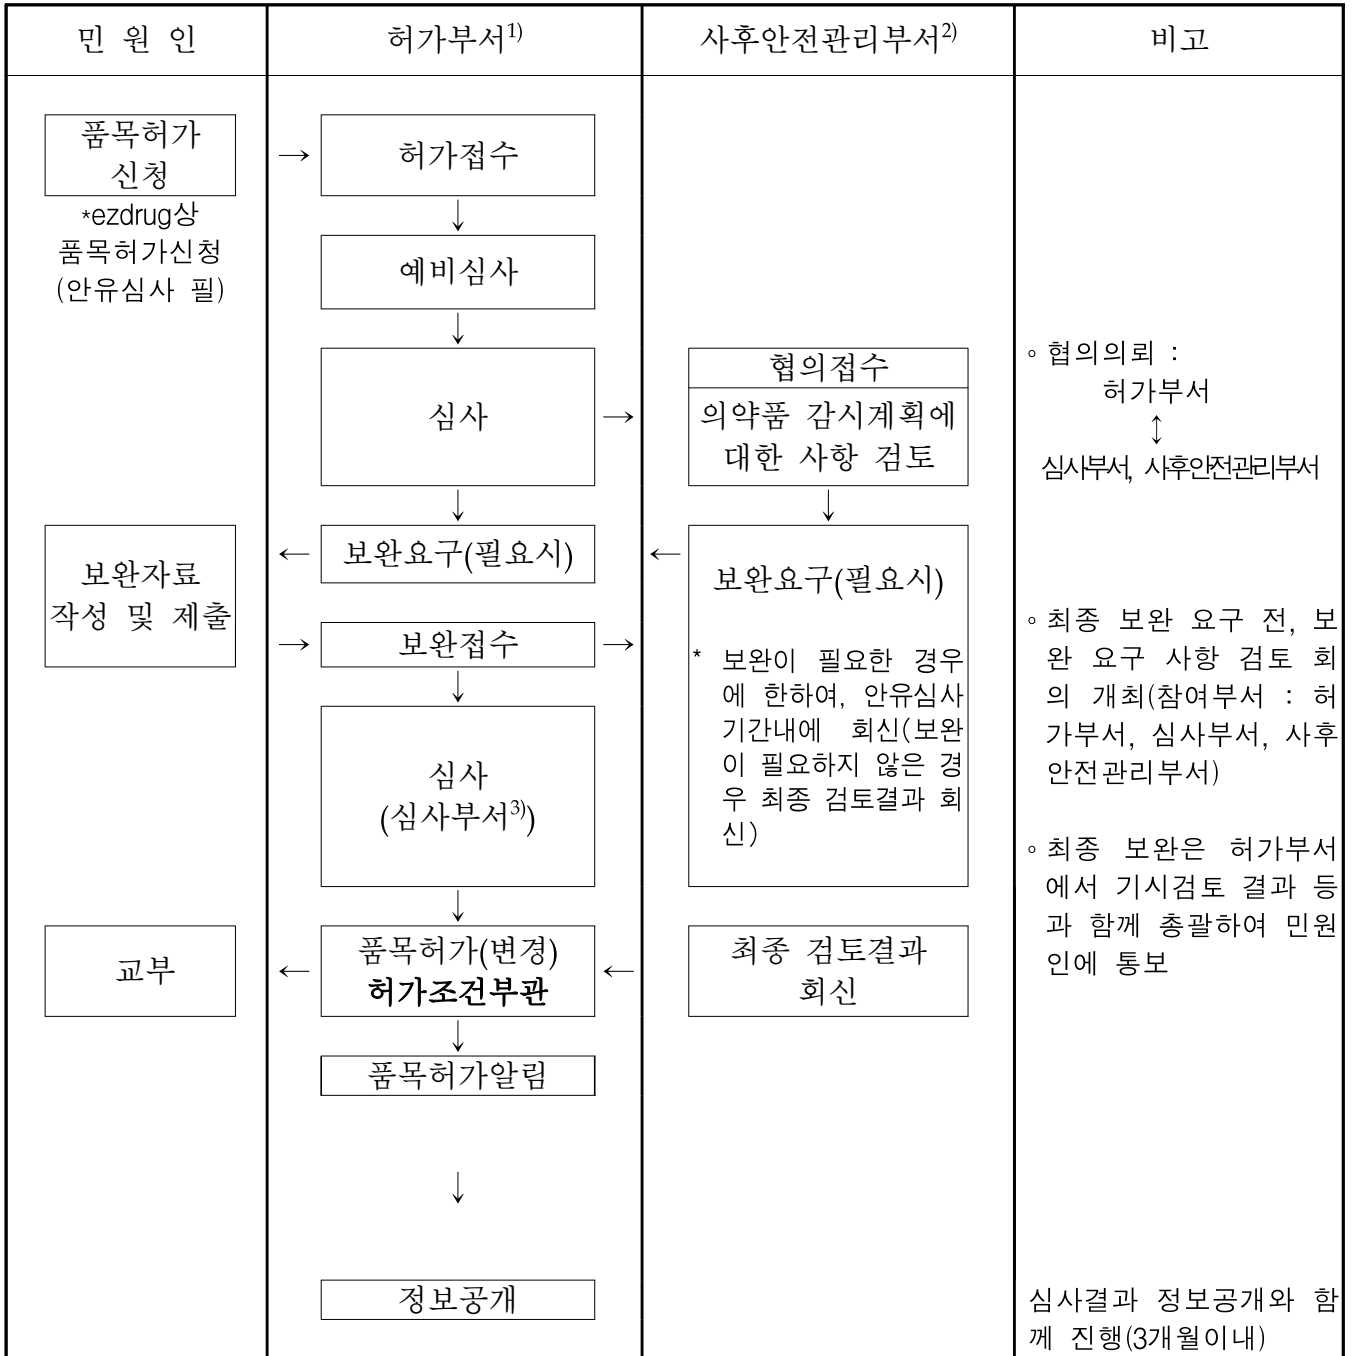 민 원 인
허가부서1)
사후안전관리부서2)
비고
품목허가
신청
→
허가접수
*ezdrug상
품목허가신청
(안유심사 필)
↓
예비심사
↓
심사
→
협의접수
의약품 감시계획에
대한 사항 검토
◦ 협의의뢰 :
허가부서
↕
심사부서, 사후안전관리부서
↓
↓
보완자료
작성 및 제출
←
보완요구(필요시)
←
보완요구(필요시)
* 보완이 필요한 경우
에 한하여, 안유심사
기간내에 회신(보완
이 필요하지 않은 경
우 최종 검토결과 회
신)
→
보완접수
→
◦ 최종 보완 요구 전, 보
완 요구 사항 검토 회
의 개최(참여부서 : 허
가부서, 심사부서, 사후
안전관리부서)
↓
심사
(심사부서3))
◦ 최종 보완은 허가부서
에서 기시검토 결과 등
과 함께 총괄하여 민원
인에 통보
↓
교부
←
품목허가(변경)
허가조건부관
←
최종 검토결과
회신
↓
품목허가알림
↓
정보공개
심사결과 정보공개와 함
께 진행(3개월이내)